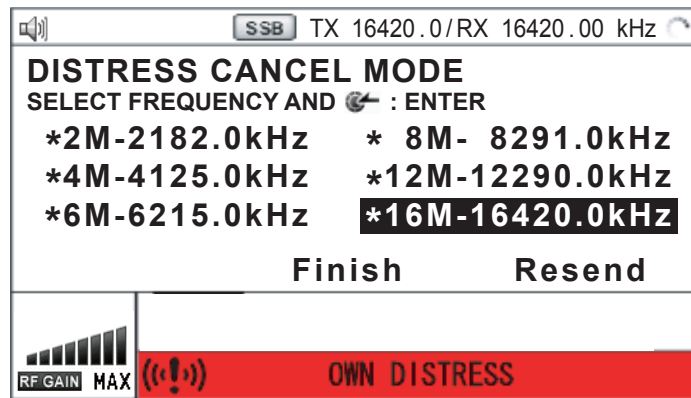 SSB TX 16420.0/RX 16420.00 kHz
DISTRESS CANCEL MODE
SELECT FREQUENCY AND : ENTER
*2M-2182.0kHz * 8M- 8291.0kHz
*4M-4125.0kHz *12M-12290.0kHz
*6M-6215.0kHz *16M-16420.0kHz
Finish Resend
RF GAIN MAX ((!)) OWN DISTRESS